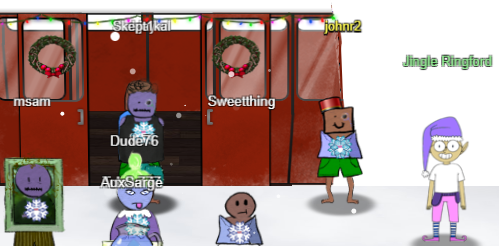 Skeptikal
johnr2
Jingle Ringford
msam
Sweetthing
Dude76
AuxSarge